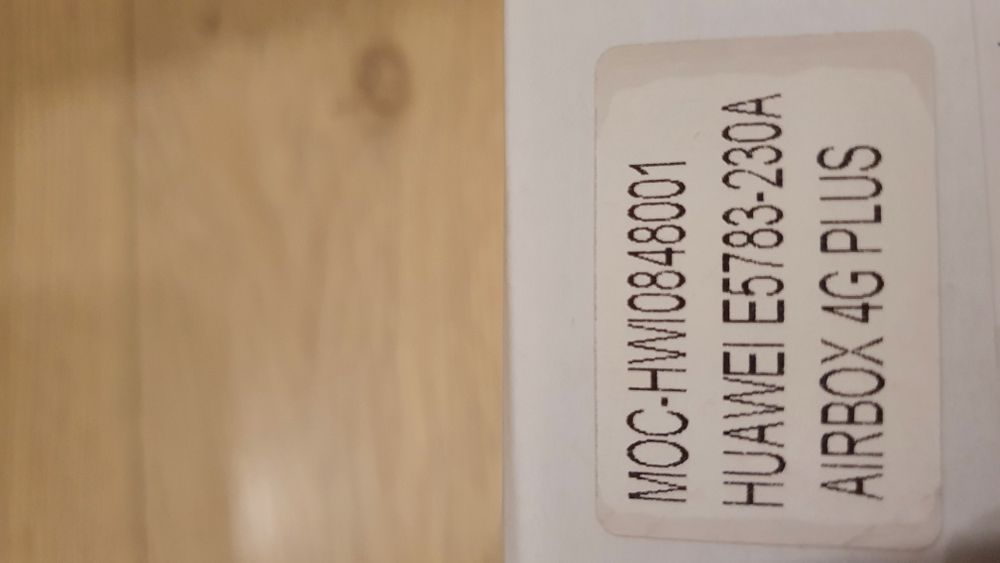 MOC-HWI0848001
HUAWEI E5783-230A
AIRBOX 4G PLUS